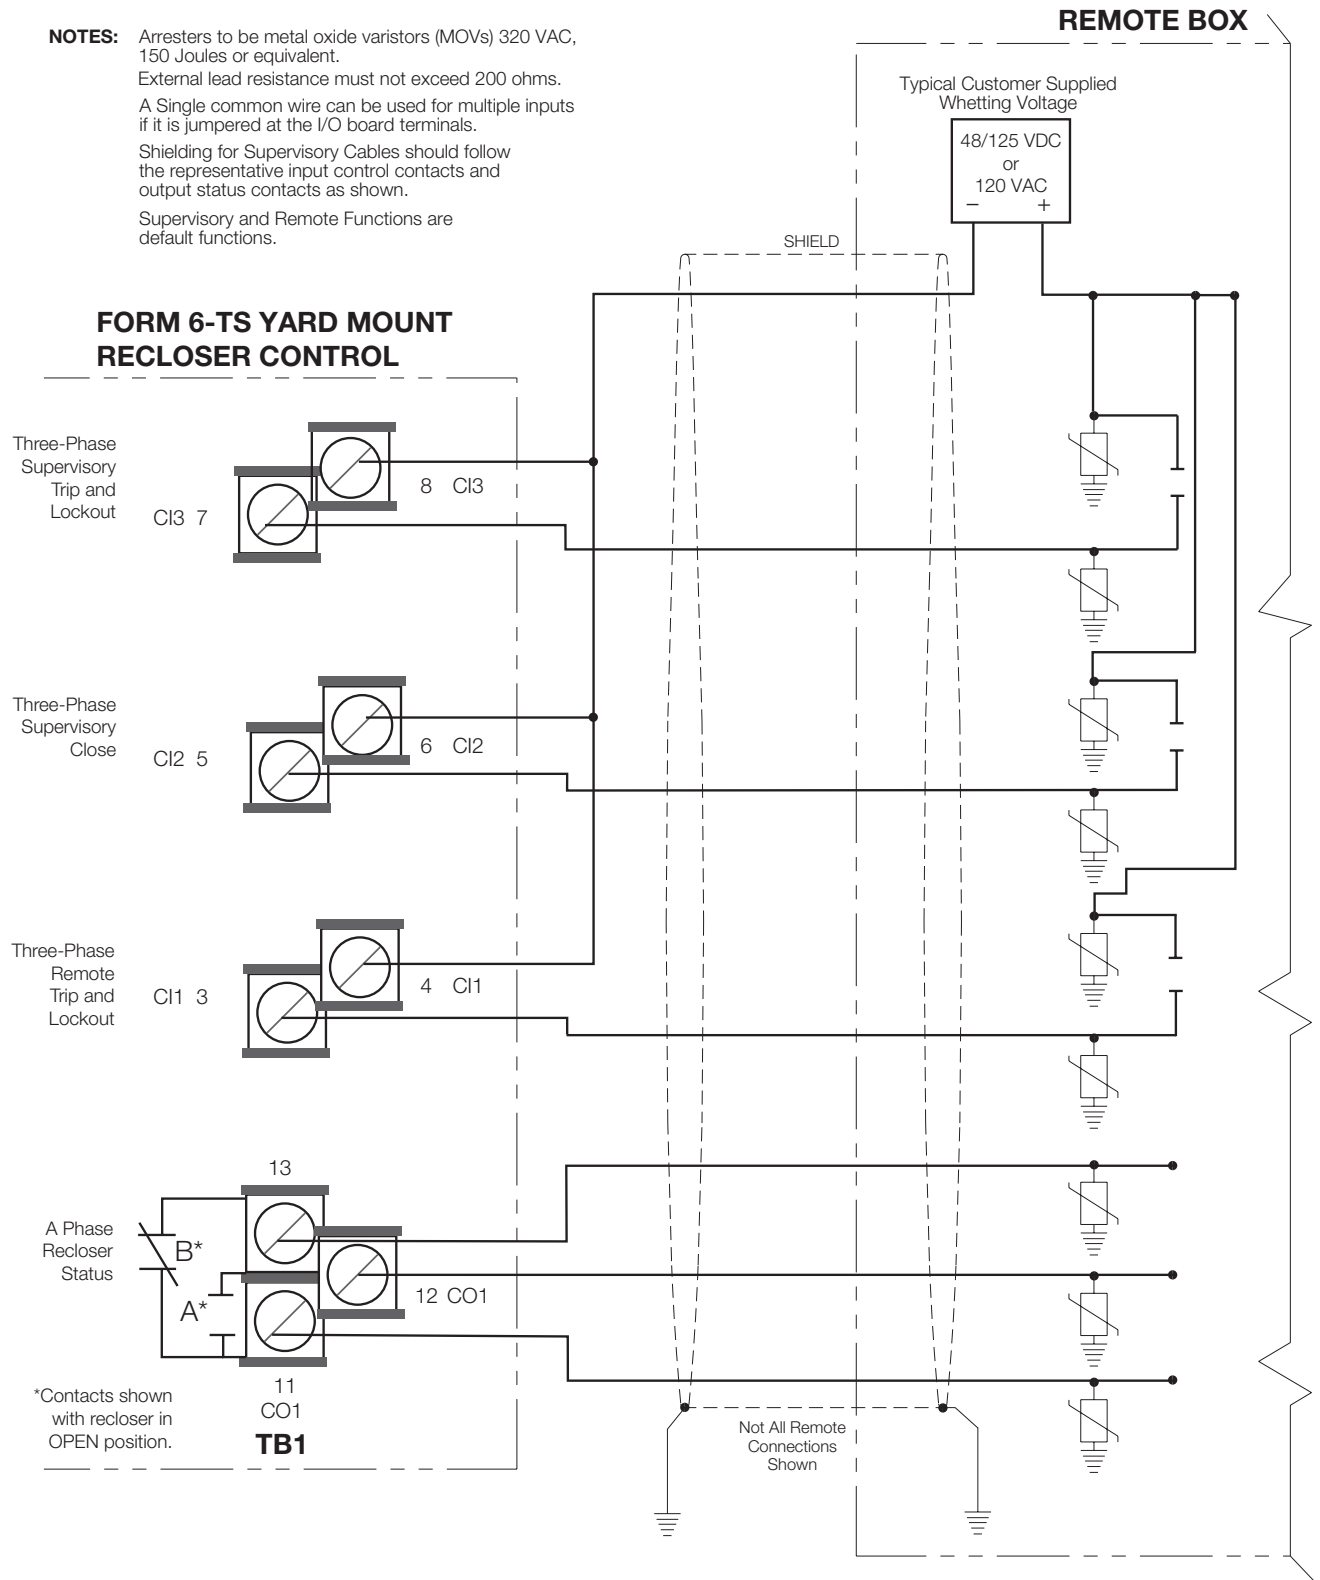 REMOTE BOX
NOTES: Arresters to be metal oxide varistors (MOVs) 320 VAC,
150 Joules or equivalent.
External lead resistance must not exceed 200 ohms.
A Single common wire can be used for multiple inputs
if it is jumpered at the I/O board terminals.
Shielding for Supervisory Cables should follow
the representative input control contacts and
output status contacts as shown.
Supervisory and Remote Functions are
default functions.
Typical Customer Supplied
Whetting Voltage
48/125 VDC
or
120 VAC
– +
SHIELD
FORM 6-TS YARD MOUNT
RECLOSER CONTROL
Three-Phase
Supervisory
Trip and
Lockout
8 CI3
CI3 7
Three-Phase
Supervisory
Close
6 CI2
CI2 5
Three-Phase
Remote
Trip and
Lockout
4 CI1
CI1 3
13
A Phase
Recloser
Status
B*
A*
12 CO1
11
CO1
TB1
*Contacts shown
with recloser in
OPEN position.
Not All Remote
Connections
Shown